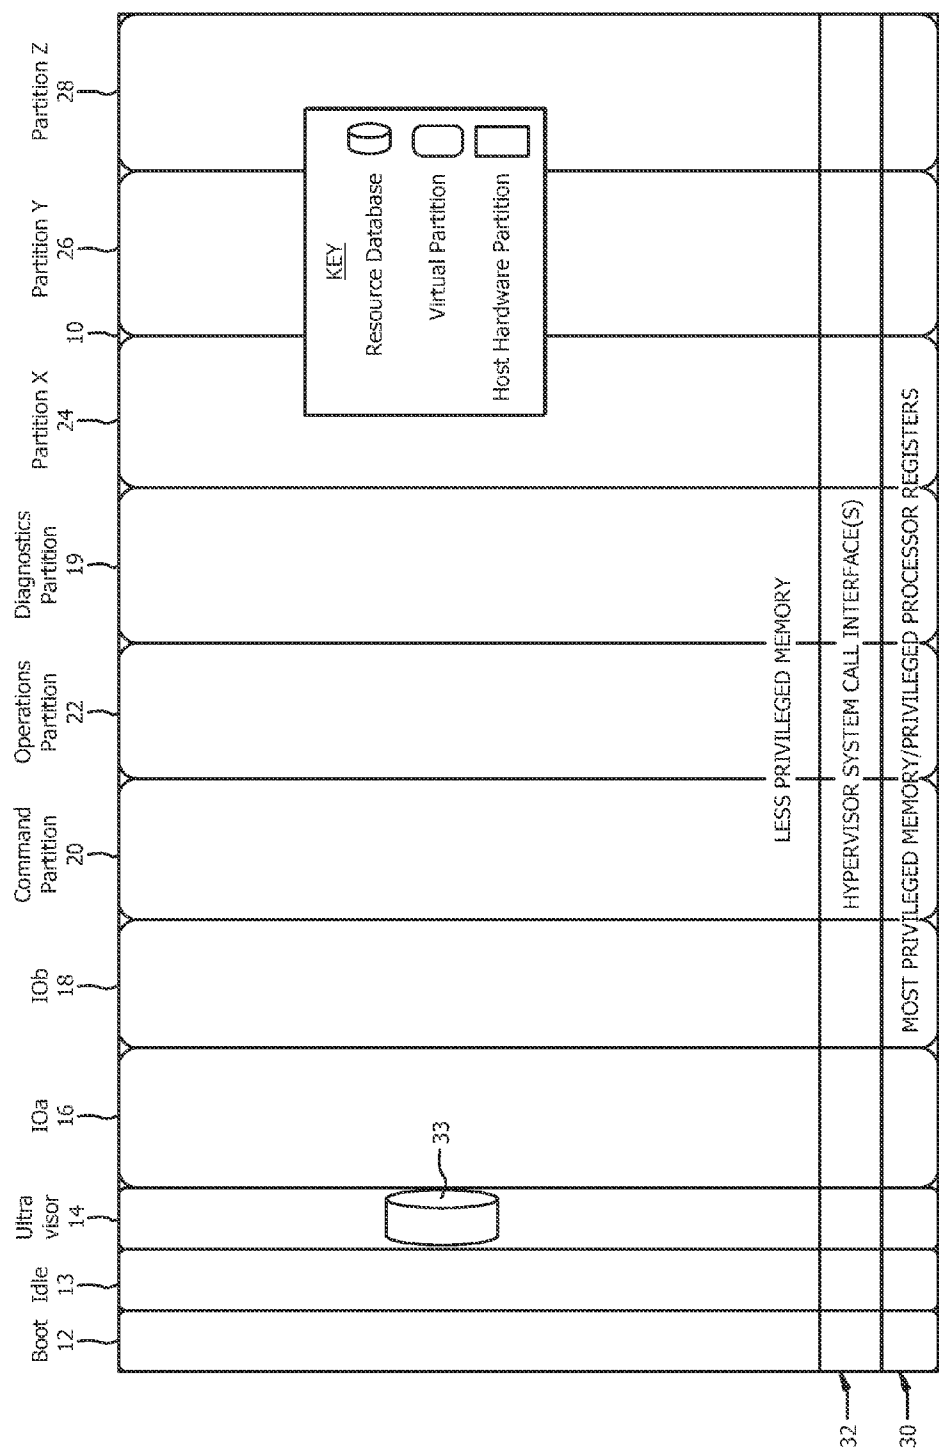 Boot
12
Idle
13
Ultra
visor
14
IOa
16
IOb
18
Command
Partition
20
Operations
Partition
22
Diagnostics
Partition
19
Partition X
24
10
Partition Y
26
Partition Z
28
KEY
Resource Database
Virtual Partition
Host Hardware Partition
33
LESS PRIVILEGED MEMORY
32
HYPERVISOR SYSTEM CALL INTERFACE(S)
30
MOST PRIVILEGED MEMORY/PRIVILEGED PROCESSOR REGISTERS